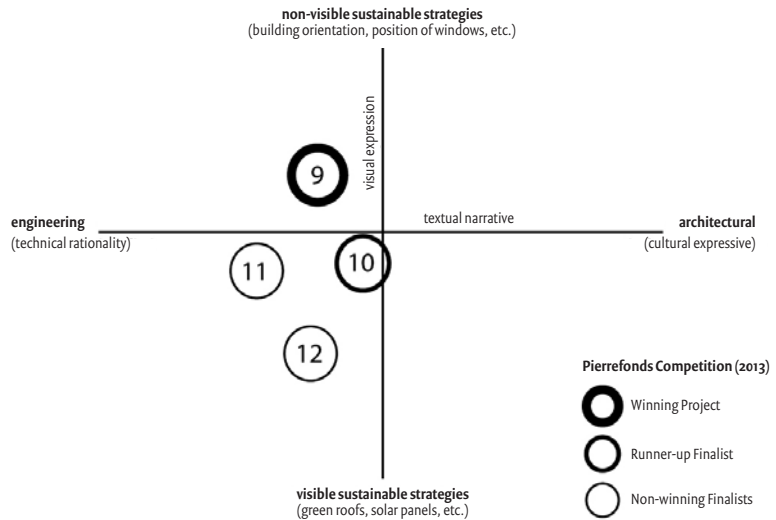 non-visible sustainable strategies
(building orientation, position of windows, etc.)
visual expression
9
textual narrative
engineering
(technical rationality)
architectural
(cultural expressive)
10
11
12
Pierrefonds Competition (2013)
Winning Project
Runner-up Finalist
Non-winning Finalists
visible sustainable strategies
(green roofs, solar panels, etc.)